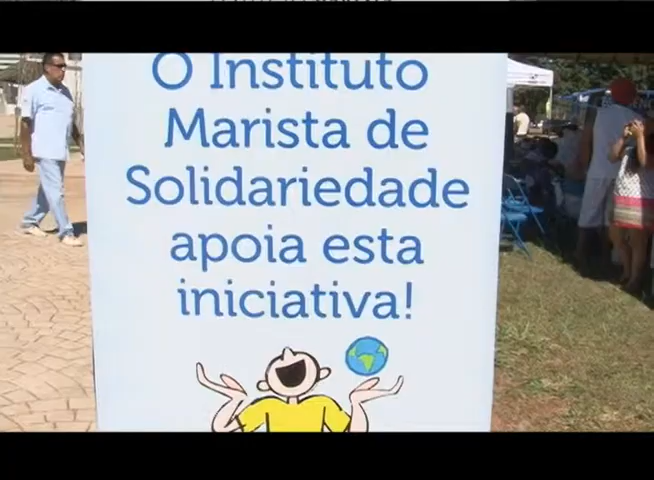 O Instituto
Marista de
Solidariedade
apoia esta
iniciativa!